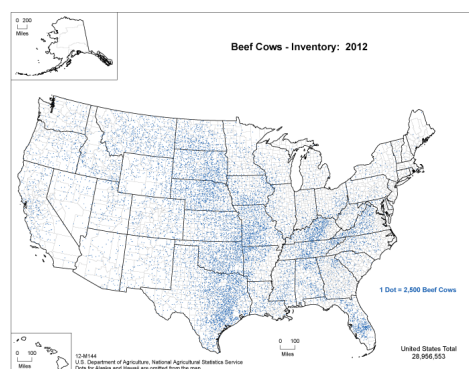 0 200
Miles
Beef Cows - Inventory: 2012
1 Dot = 2,500 Beef Cows
United States Total
28,956,553
0 100
Miles
0 100
Miles
12-M144
U.S. Department of Agriculture, National Agricultural Statistics Service
Dots for Alaska and Hawaii are omitted from the map.